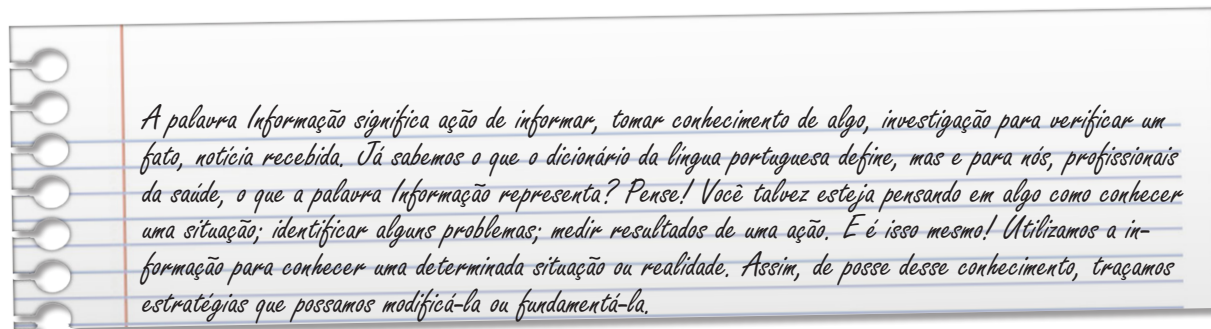 A palavra Informação significa ação de informar, tomar conhecimento de algo, investigação para verificar um
fato, notícia recebida. Já sabemos o que o dicionário da língua portuguesa define, mas e para nós, profissionais
da saúde, o que a palavra Informação representa? Pense! Você talvez esteja pensando em algo como conhecer
uma situação; identificar alguns problemas; medir resultados de uma ação. E é isso mesmo! Utilizamos a in-
formação para conhecer uma determinada situação ou realidade. Assim, de posse desse conhecimento, traçamos
estratégias que possamos modificá-la ou fundamentá-la.